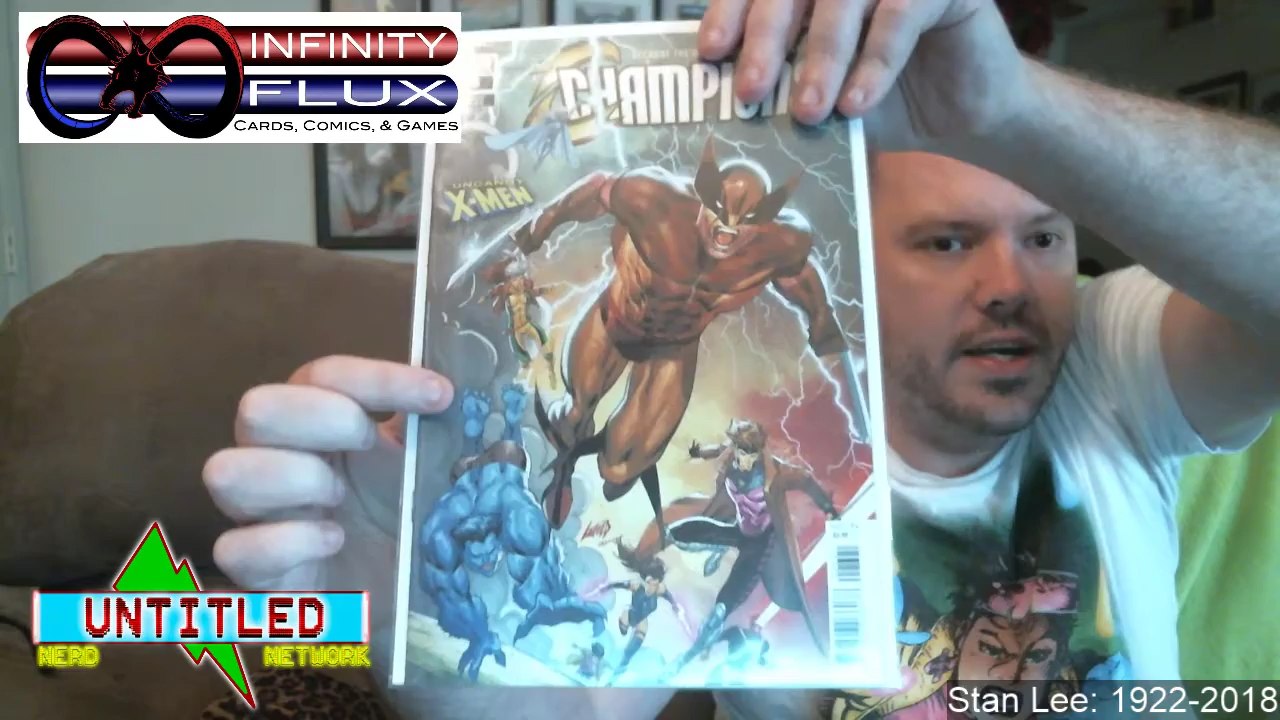 INFINITY
FLUX
CARDS, COMICS, & GAMES
CHAMPION
UNCANNY
X-MEN
UNTITLED
NERD NETWORK
Stan Lee: 1922-2018